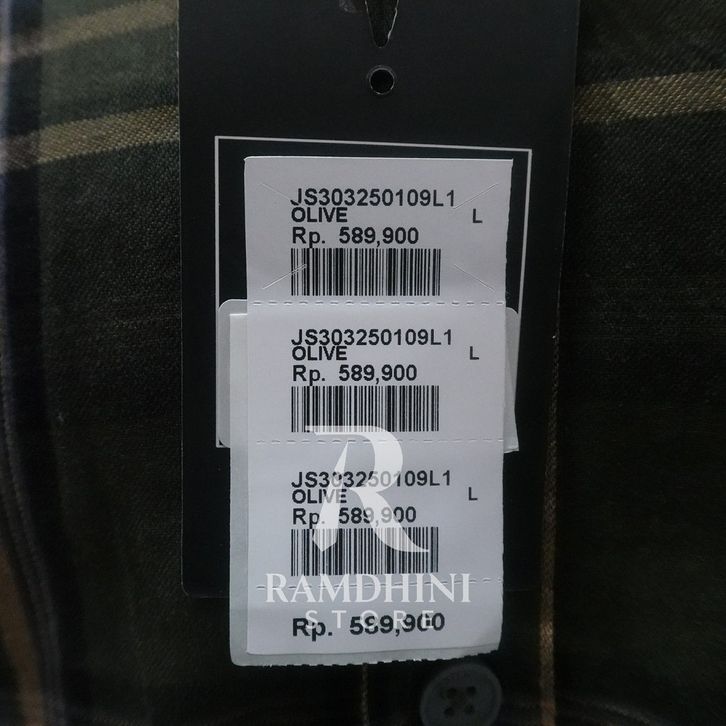 JS303250109L1
OLIVE L
Rp. 589,900
JS303250109L1
OLIVE L
Rp. 589,900
JS303250109L1
OLIVE L
Rp. 589,900
R
RAMDHINI
STORE
Rp. 589,900